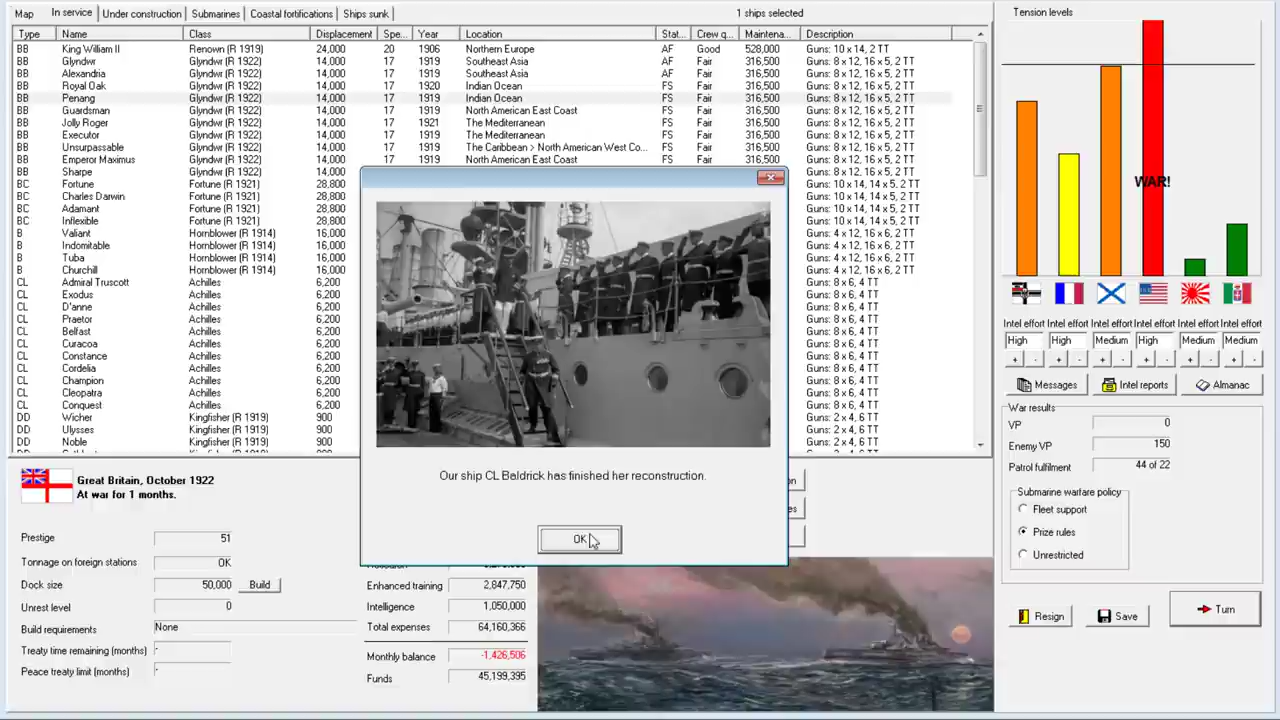 Map In service Under construction Submarines Coastal fortifications Ships sunk 1 ships selected
Type Name Class Displacement Spe... Year Location Stat... Crew q... Maintena... Description
BB King William II Renown (R 1919) 24,000 20 1906 Northern Europe AF Good 528,000 Guns: 10 x 14, 2 TT
BB Glyndwr Glyndwr (R 1922) 14,000 17 1919 Southeast Asia AF Fair 316,500 Guns: 8 x 12, 16 x 5, 2 TT
BB Alexandria Glyndwr (R 1922) 14,000 17 1919 Southeast Asia AF Fair 316,500 Guns: 8 x 12, 16 x 5, 2 TT
BB Royal Oak Glyndwr (R 1922) 14,000 17 1920 Indian Ocean FS Fair 316,500 Guns: 8 x 12, 16 x 5, 2 TT
BB Penang Glyndwr (R 1922) 14,000 17 1919 Indian Ocean FS Fair 316,500 Guns: 8 x 12, 16 x 5, 2 TT
BB Guardsman Glyndwr (R 1922) 14,000 17 1919 North American East Coast FS Fair 316,500 Guns: 8 x 12, 16 x 5, 2 TT
BB Jolly Roger Glyndwr (R 1922) 14,000 17 1921 The Mediterranean FS Fair 316,500 Guns: 8 x 12, 16 x 5, 2 TT
BB Executor Glyndwr (R 1922) 14,000 17 1919 The Mediterranean FS Fair 316,500 Guns: 8 x 12, 16 x 5, 2 TT
BB Unsurpassable Glyndwr (R 1922) 14,000 17 1919 The Caribbean > North American West Co... FS Fair 316,500 Guns: 8 x 12, 16 x 5, 2 TT
BB Emperor Maximus Glyndwr (R 1922) 14,000 17 1919 North American East Coast FS Fair 316,500 Guns: 8 x 12, 16 x 5, 2 TT
BB Sharpe Glyndwr (R 1922) 14,000 Guns: 8 x 12, 16 x 5, 2 TT
BC Fortune Fortune (R 1921) 28,800 Guns: 10 x 14, 14 x 5, 2 TT
BC Charles Darwin Fortune (R 1921) 28,800 Guns: 10 x 14, 14 x 5, 2 TT
BC Adamant Fortune (R 1921) 28,800 Guns: 10 x 14, 14 x 5, 2 TT
BC Inflexible Fortune (R 1921) 28,800 Guns: 10 x 14, 14 x 5, 2 TT
B Valiant Hornblower (R 1914) 16,000 Guns: 4 x 12, 16 x 6, 2 TT
B Indomitable Hornblower (R 1914) 16,000 Guns: 4 x 12, 16 x 6, 2 TT
B Tuba Hornblower (R 1914) 16,000 Guns: 4 x 12, 16 x 6, 2 TT
B Churchill Hornblower (R 1914) 16,000 Guns: 4 x 12, 16 x 6, 2 TT
CL Admiral Truscott Achilles 6,200 Guns: 8 x 6, 4 TT
CL Exodus Achilles 6,200 Guns: 8 x 6, 4 TT
CL D'anne Achilles 6,200 Guns: 8 x 6, 4 TT
CL Praetor Achilles 6,200 Guns: 8 x 6, 4 TT
CL Belfast Achilles 6,200 Guns: 8 x 6, 4 TT
CL Curacoa Achilles 6,200 Guns: 8 x 6, 4 TT
CL Constance Achilles 6,200 Guns: 8 x 6, 4 TT
CL Cordelia Achilles 6,200 Guns: 8 x 6, 4 TT
CL Champion Achilles 6,200 Guns: 8 x 6, 4 TT
CL Cleopatra Achilles 6,200 Guns: 8 x 6, 4 TT
CL Conquest Achilles 6,200 Guns: 8 x 6, 4 TT
DD Wicher Kingfisher (R 1919) 900 Guns: 2 x 4, 6 TT
DD Ulysses Kingfisher (R 1919) 900 Guns: 2 x 4, 6 TT
DD Noble Kingfisher (R 1919) 900 Guns: 2 x 4, 6 TT
Our ship CL Baldrick has finished her reconstruction.
OK
Great Britain, October 1922
At war for 1 months.
Prestige 51
Tonnage on foreign stations OK
Dock size 50,000 Build
Unrest level 0
Build requirements None
Treaty time remaining (months) -
Peace treaty limit (months) -
Enhanced training 2,847,750
Intelligence 1,050,000
Total expenses 64,160,366
Monthly balance -1,426,506
Funds 45,199,395
Tension levels
WAR!
Intel effort Intel effort Intel effort Intel effort Intel effort Intel effort
High High Medium High Medium Medium
+ - + - + - + - + - + -
Messages Intel reports Almanac
War results
VP 0
Enemy VP 150
Patrol fulfilment 44 of 22
Submarine warfare policy
Fleet support
Prize rules
Unrestricted
Resign Save Turn